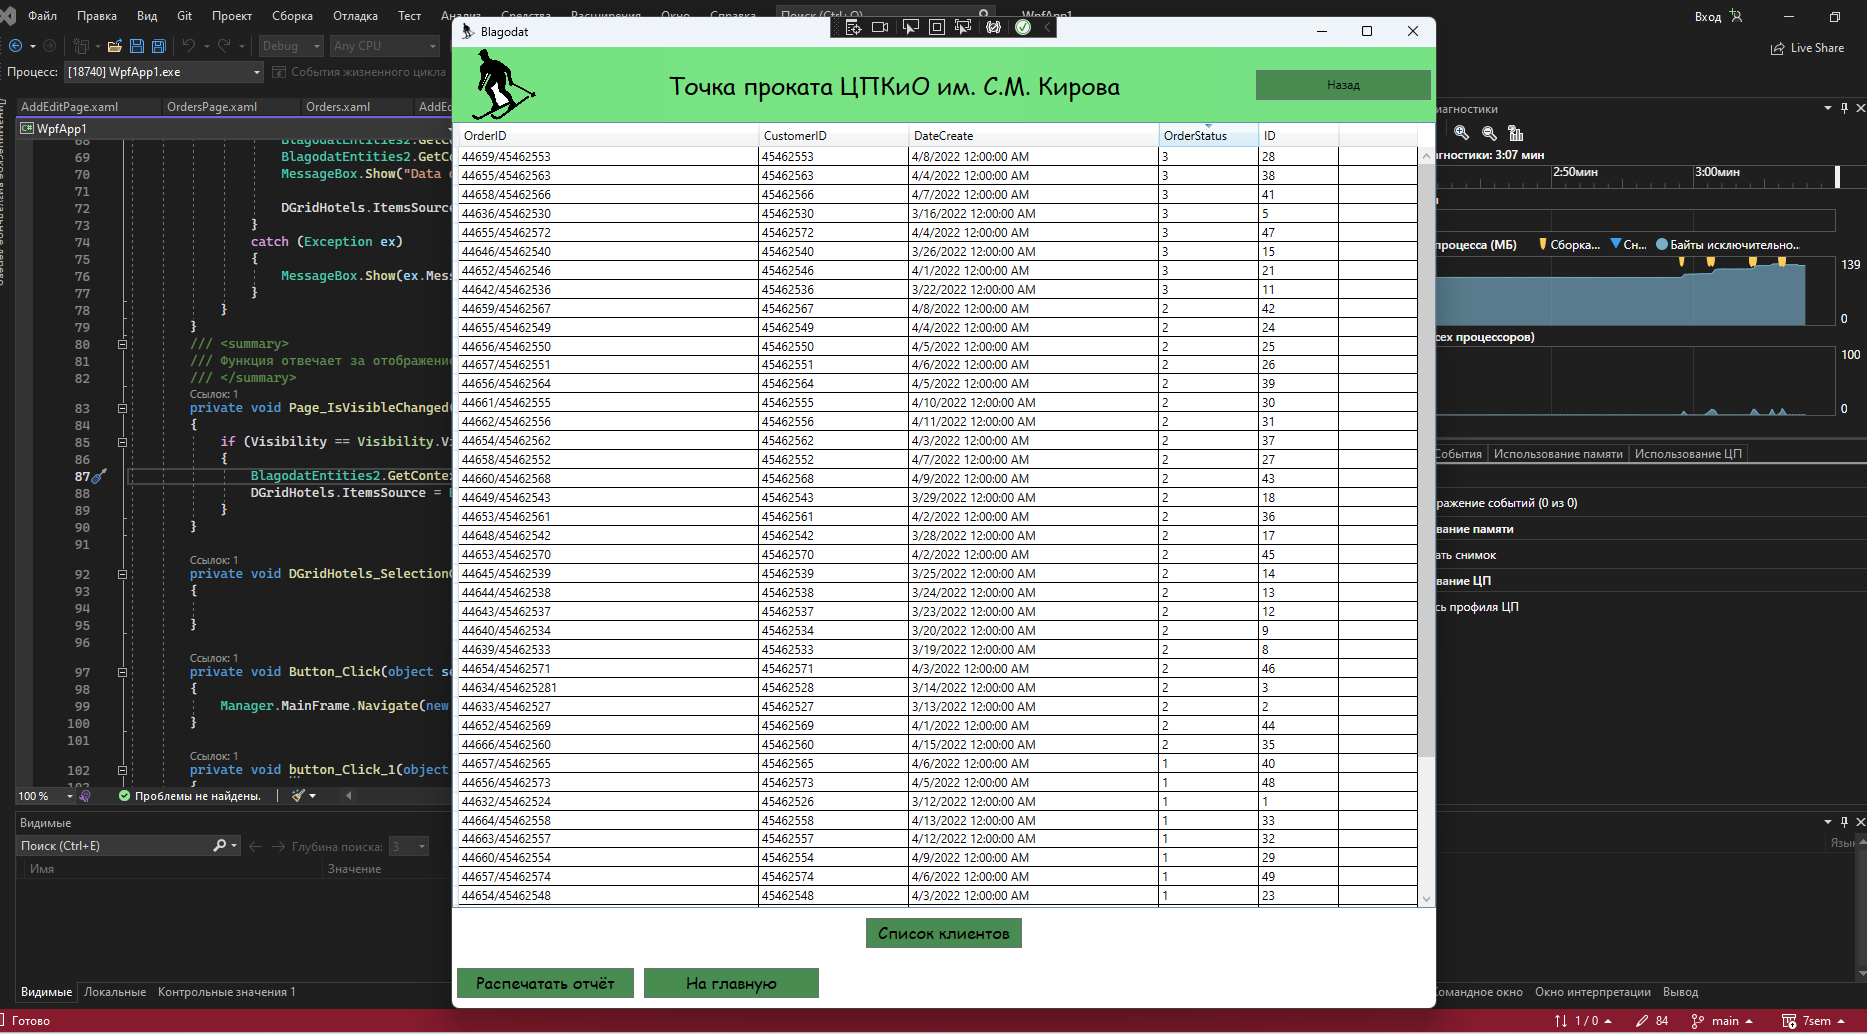 Файл Правка Вид Git Проект Сборка Отладка Тест Анализ Средства Расширения Окно Справка Поиск (Ctrl+Q) WpfApp1 Вход
Debug Any CPU Live Share
Процесс: [18740] WpfApp1.exe События жизненного цикла
AddEditPage.xaml OrdersPage.xaml Orders.xaml AddEd
WpfApp1
68 BlagodatEntities2.GetCo
69 BlagodatEntities2.GetCo
70 MessageBox.Show("Data
71
72 DGridHotels.ItemsSource
73 }
74 catch (Exception ex)
75 {
76 MessageBox.Show(ex.Mess
77 }
78 }
79 }
80 /// <summary>
81 /// Функция отвечает за отображение
82 /// </summary>
Ссылок: 1
83 private void Page_IsVisibleChanged(
84 {
85 if (Visibility == Visibility.Vi
86 {
87 BlagodatEntities2.GetConte
88 DGridHotels.ItemsSource =
89 }
90 }
91
Ссылок: 1
92 private void DGridHotels_Selection
93 {
94
95 }
96
Ссылок: 1
97 private void Button_Click(object se
98 {
99 Manager.MainFrame.Navigate(new
100 }
101
Ссылок: 1
102 private void button_Click_1(object
103 {
100 % Проблемы не найдены.
Видимые
Поиск (Ctrl+E) Глубина поиска: 3
Имя Значение
Видимые Локальные Контрольные значения 1
Готово
Blagodat
Точка проката ЦПКиО им. С.М. Кирова
Назад
OrderID CustomerID DateCreate OrderStatus ID
44659/45462553 45462553 4/8/2022 12:00:00 AM 3 28
44655/45462563 45462563 4/4/2022 12:00:00 AM 3 38
44658/45462566 45462566 4/7/2022 12:00:00 AM 3 41
44636/45462530 45462530 3/16/2022 12:00:00 AM 3 5
44655/45462572 45462572 4/4/2022 12:00:00 AM 3 47
44646/45462540 45462540 3/26/2022 12:00:00 AM 3 15
44652/45462546 45462546 4/1/2022 12:00:00 AM 3 21
44642/45462536 45462536 3/22/2022 12:00:00 AM 3 11
44659/45462567 45462567 4/8/2022 12:00:00 AM 2 42
44655/45462549 45462549 4/4/2022 12:00:00 AM 2 24
44656/45462550 45462550 4/5/2022 12:00:00 AM 2 25
44657/45462551 45462551 4/6/2022 12:00:00 AM 2 26
44656/45462564 45462564 4/5/2022 12:00:00 AM 2 39
44661/45462555 45462555 4/10/2022 12:00:00 AM 2 30
44662/45462556 45462556 4/11/2022 12:00:00 AM 2 31
44654/45462562 45462562 4/3/2022 12:00:00 AM 2 37
44658/45462552 45462552 4/7/2022 12:00:00 AM 2 27
44660/45462568 45462568 4/9/2022 12:00:00 AM 2 43
44649/45462543 45462543 3/29/2022 12:00:00 AM 2 18
44653/45462561 45462561 4/2/2022 12:00:00 AM 2 36
44648/45462542 45462542 3/28/2022 12:00:00 AM 2 17
44653/45462570 45462570 4/2/2022 12:00:00 AM 2 45
44645/45462539 45462539 3/25/2022 12:00:00 AM 2 14
44644/45462538 45462538 3/24/2022 12:00:00 AM 2 13
44643/45462537 45462537 3/23/2022 12:00:00 AM 2 12
44640/45462534 45462534 3/20/2022 12:00:00 AM 2 9
44639/45462533 45462533 3/19/2022 12:00:00 AM 2 8
44654/45462571 45462571 4/3/2022 12:00:00 AM 2 46
44634/454625281 45462528 3/14/2022 12:00:00 AM 2 3
44633/45462527 45462527 3/13/2022 12:00:00 AM 2 2
44652/45462569 45462569 4/1/2022 12:00:00 AM 2 44
44666/45462560 45462560 4/15/2022 12:00:00 AM 2 35
44657/45462565 45462565 4/6/2022 12:00:00 AM 1 40
44656/45462573 45462573 4/5/2022 12:00:00 AM 1 48
44632/45462524 45462526 3/12/2022 12:00:00 AM 1 1
44664/45462558 45462558 4/13/2022 12:00:00 AM 1 33
44663/45462557 45462557 4/12/2022 12:00:00 AM 1 32
44660/45462554 45462554 4/9/2022 12:00:00 AM 1 29
44657/45462574 45462574 4/6/2022 12:00:00 AM 1 49
44654/45462548 45462548 4/3/2022 12:00:00 AM 1 23
Список клиентов
Распечатать отчёт На главную
иагностики
гностики: 3:07 мин
2:50мин 3:00мин
процесса (МБ) Сборка... Сн... Байты исключительно...
139
0
сех процессоров)
100
0
События Использование памяти Использование ЦП
ражение событий (0 из 0)
вание памяти
ать снимок
вание ЦП
сь профиля ЦП
Язык
Командное окно Окно интерпретации Вывод
1 / 0 84 main 7sem